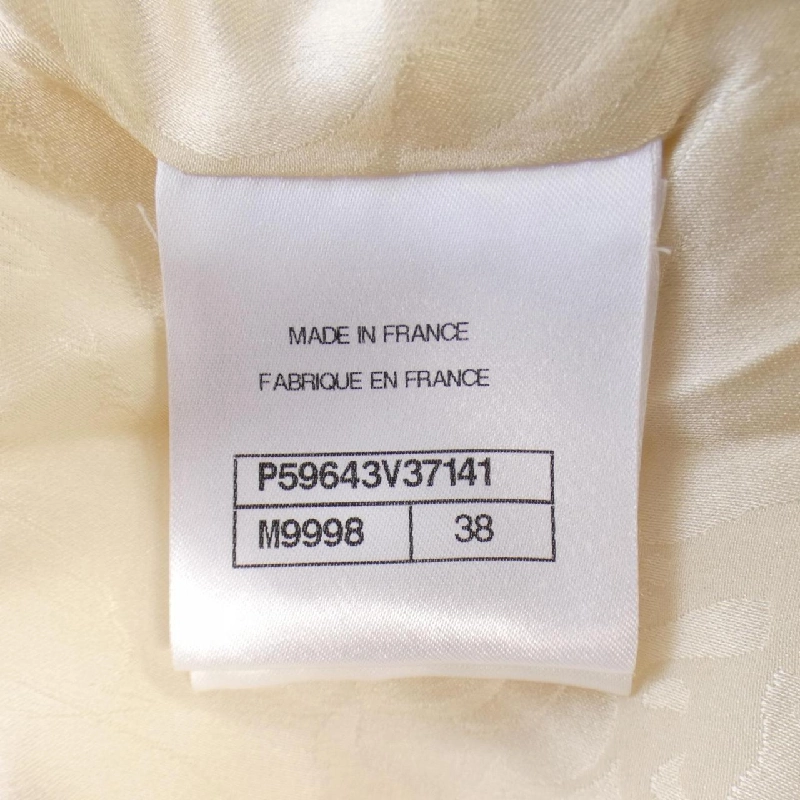 MADE IN FRANCE
FABRIQUE EN FRANCE
P59643V37141
M9998 38